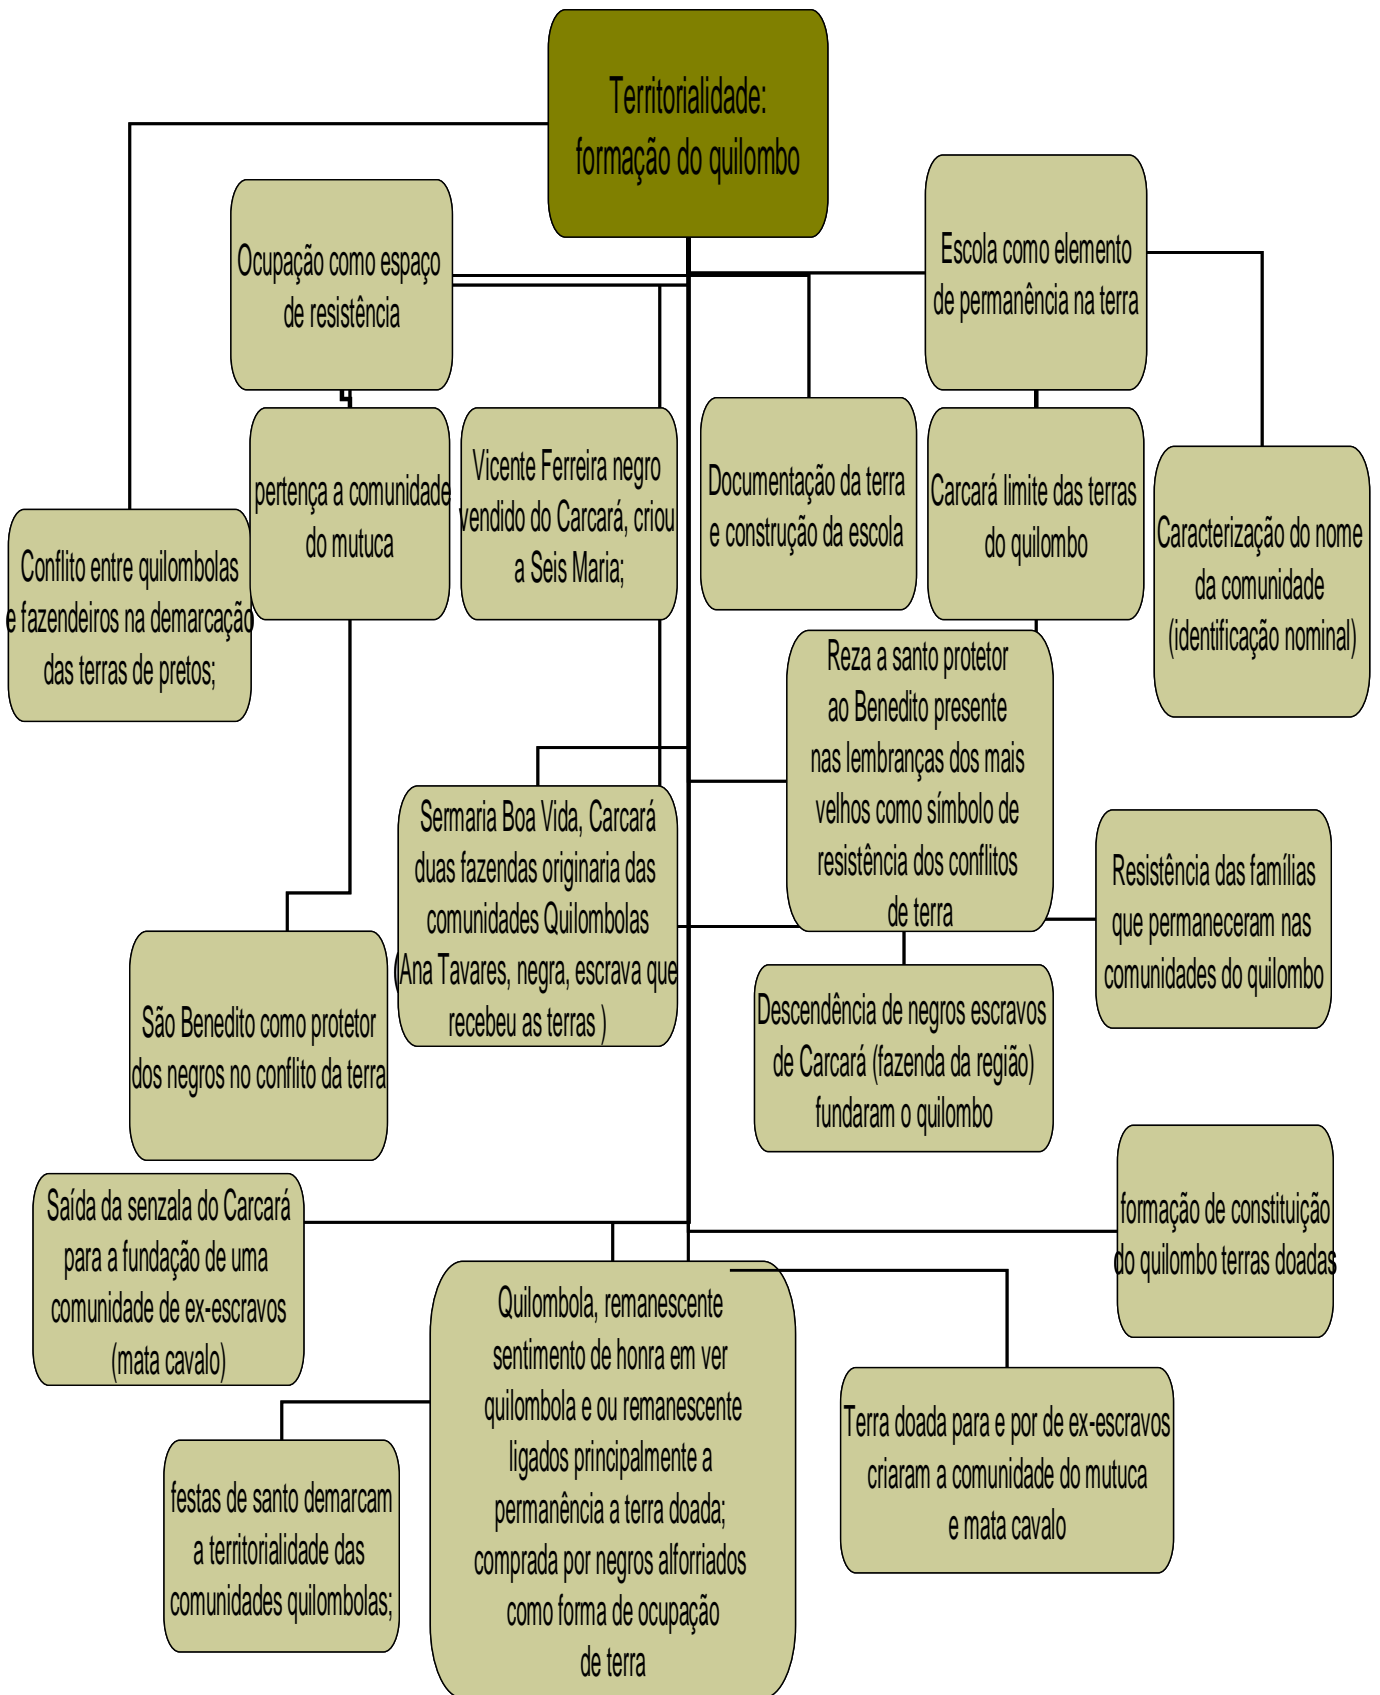 Territorialidade:
formação do quilombo
Ocupação como espaço
de resistência
Escola como elemento
de permanência na terra
pertença a comunidade
do mutuca
Vicente Ferreira negro
vendido do Carcará, criou
a Seis Maria;
Documentação da terra
e construção da escola
Carcará limite das terras
do quilombo
Caracterização do nome
da comunidade
(identificação nominal)
Conflito entre quilombolas
e fazendeiros na demarcação
das terras de pretos;
Reza a santo protetor
ao Benedito presente
nas lembranças dos mais
velhos como símbolo de
resistência dos conflitos
de terra
Sermaria Boa Vida, Carcará
duas fazendas originaria das
comunidades Quilombolas
(Ana Tavares, negra, escrava que
recebeu as terras )
Resistência das famílias
que permaneceram nas
comunidades do quilombo
São Benedito como protetor
dos negros no conflito da terra
Descendência de negros escravos
de Carcará (fazenda da região)
fundaram o quilombo
Saída da senzala do Carcará
para a fundação de uma
comunidade de ex-escravos
(mata cavalo)
formação de constituição
do quilombo terras doadas
Quilombola, remanescente
sentimento de honra em ver
quilombola e ou remanescente
ligados principalmente a
permanência a terra doada;
comprada por negros alforriados
como forma de ocupação
de terra
Terra doada para e por de ex-escravos
criaram a comunidade do mutuca
e mata cavalo
festas de santo demarcam
a territorialidade das
comunidades quilombolas;